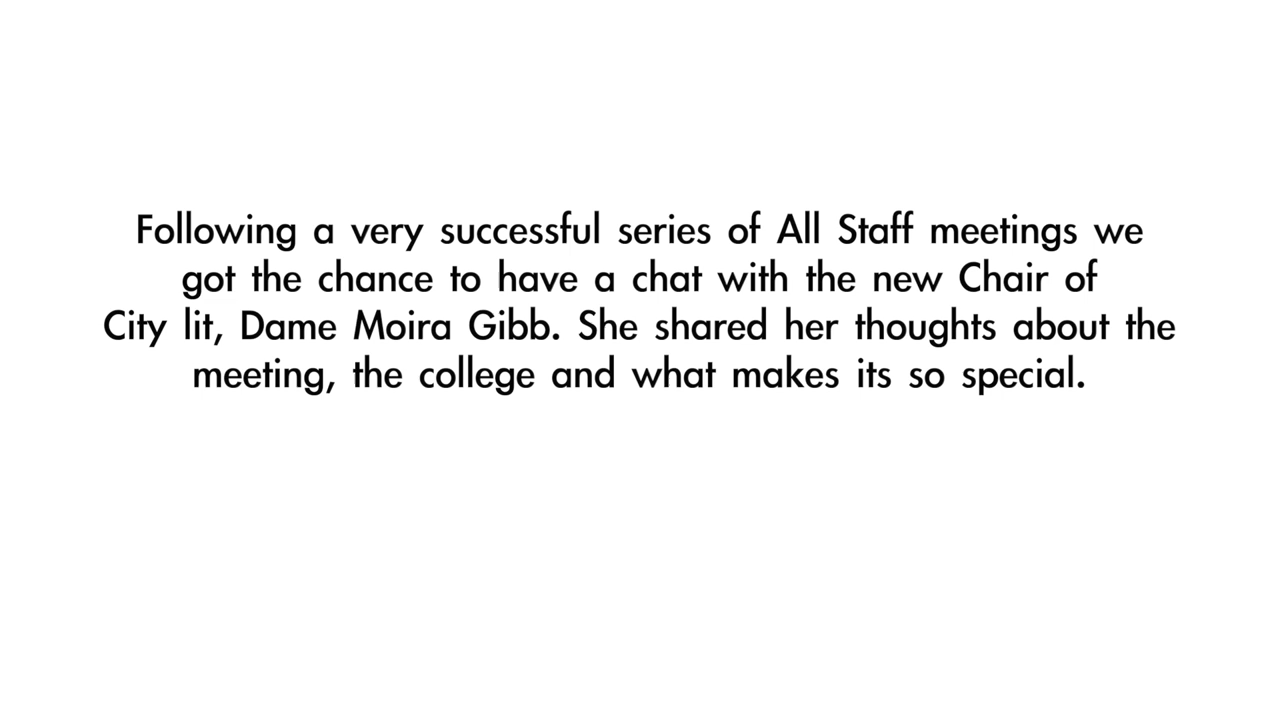 Following a very successful series of All Staff meetings we
got the chance to have a chat with the new Chair of
City lit, Dame Moira Gibb. She shared her thoughts about the
meeting, the college and what makes its so special.